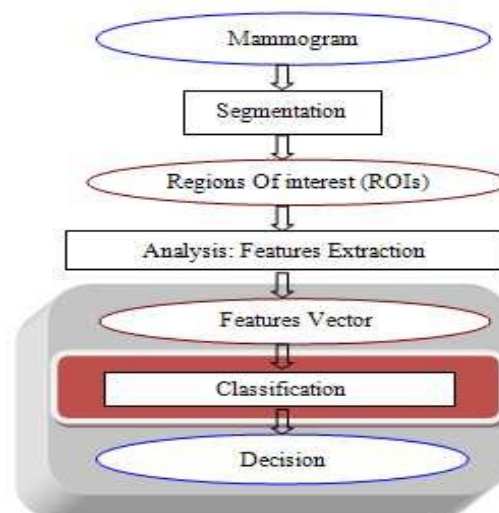 Mammogram
Segmentation
Regions Of interest (ROIs)
Analysis: Features Extraction
Features Vector
Classification
Decision